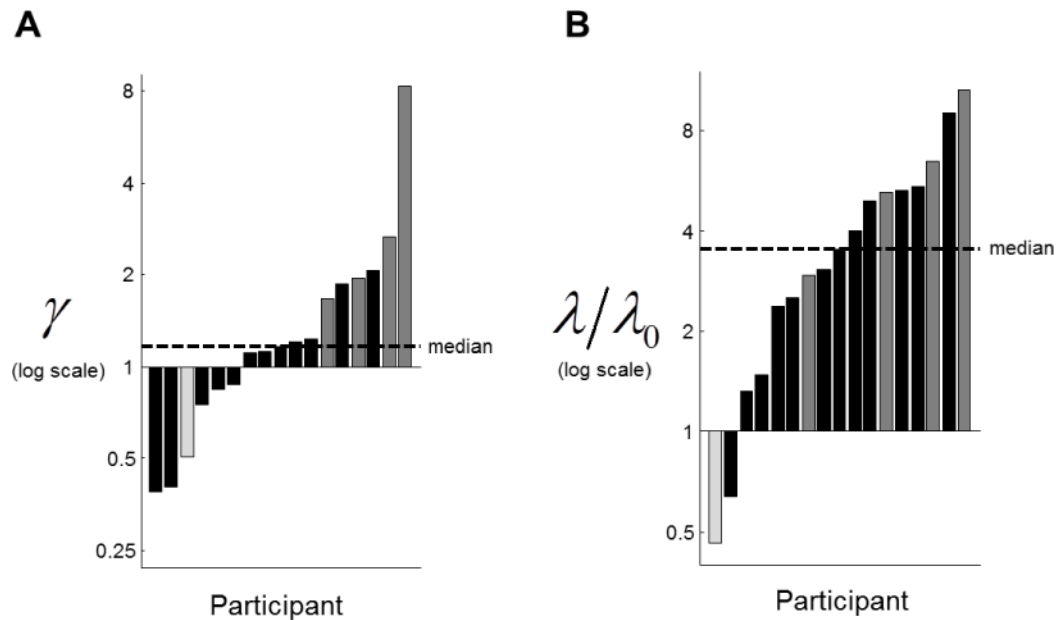 A
8
4
2
γ
(log scale)
median
1
0.5
0.25
Participant
B
8
4
median
2
λ/λ0
(log scale)
1
0.5
Participant